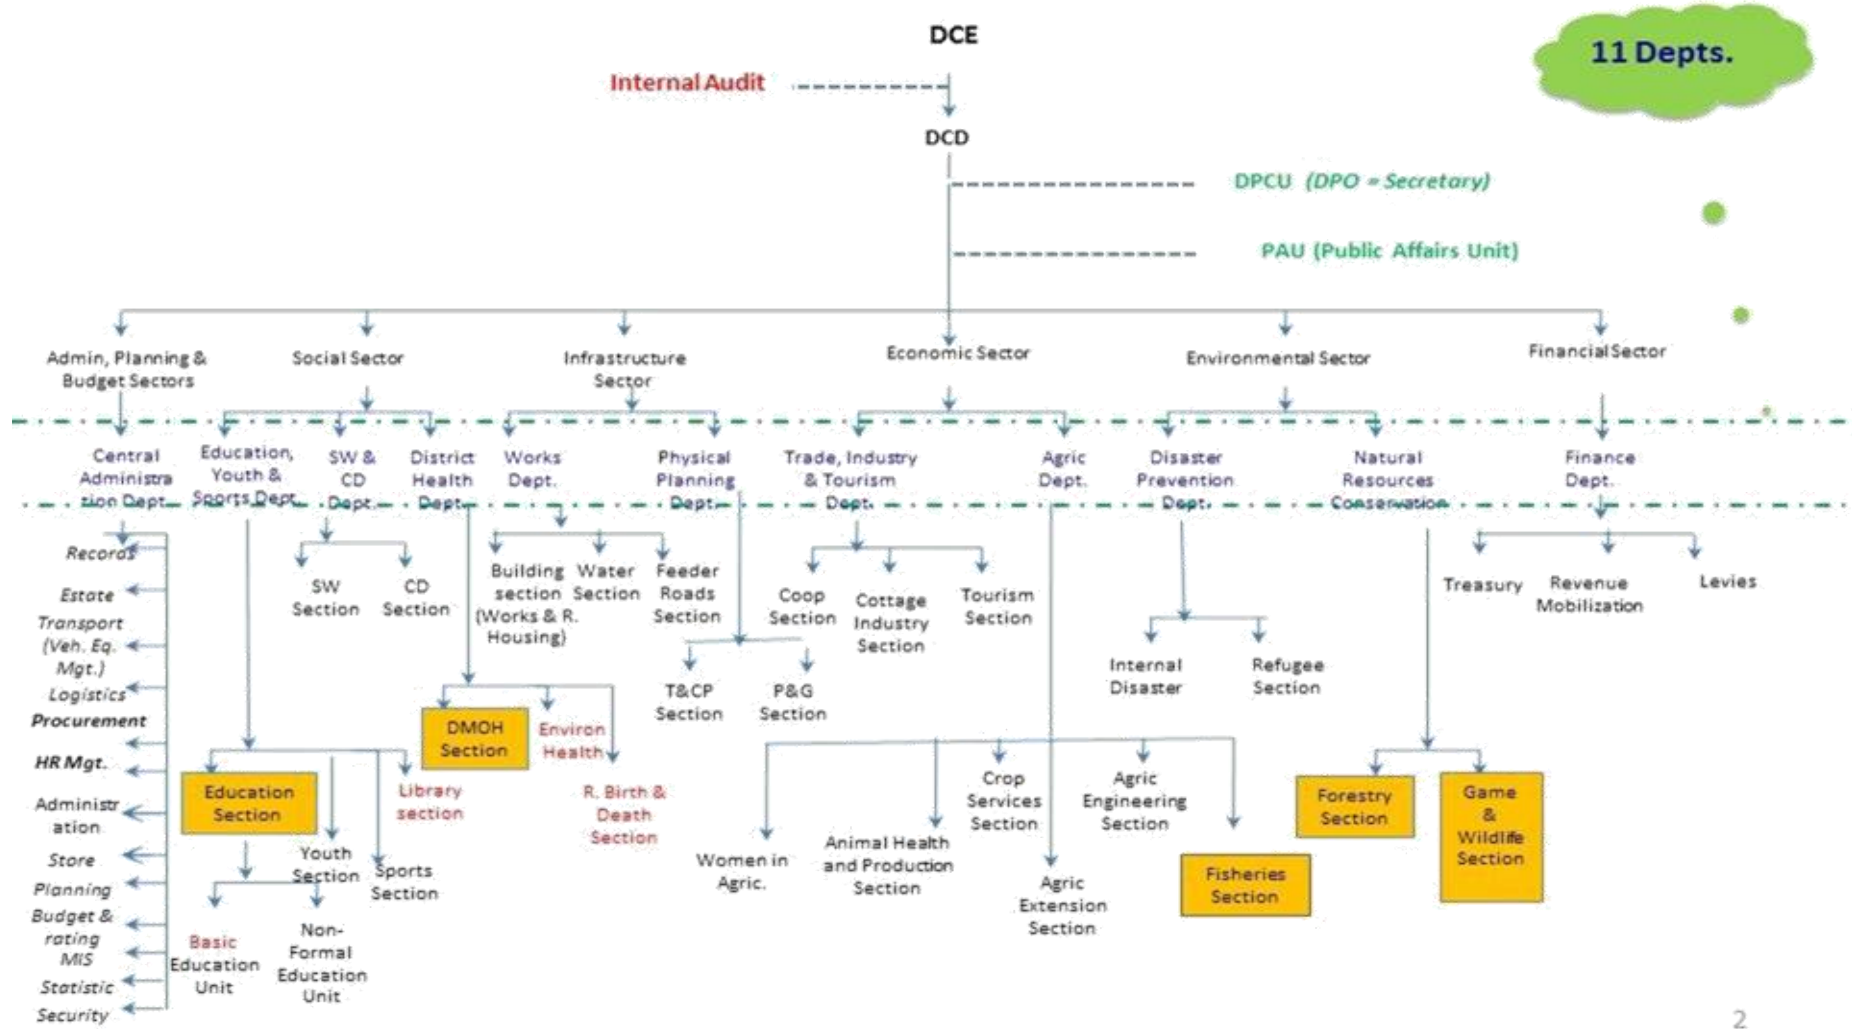 DCE
11 Depts.
Internal Audit
DCD
DPCU (DPO = Secretary)
PAU (Public Affairs Unit)
Admin, Planning &
Budget Sectors
Social Sector
Infrastructure
Sector
Economic Sector
Environmental Sector
Financial Sector
Central
Administra
tion Dept.
Education,
Youth &
Sports Dept.
SW &
CD
Dept.
District
Health
Dept.
Works
Dept.
Physical
Planning
Dept.
Trade, Industry
& Tourism
Dept.
Agric
Dept.
Disaster
Prevention
Dept.
Natural
Resources
Conservation
Finance
Dept.
Records
Estate
Transport
(Veh. Eq.
Mgt.)
Logistics
Procurement
HR Mgt.
Administr
ation
Store
Planning
Budget &
rating
MIS
Statistic
Security
SW
Section
CD
Section
Building
section
(Works & R.
Housing)
Water
Section
Feeder
Roads
Section
Coop
Section
Cottage
Industry
Section
Tourism
Section
Treasury
Revenue
Mobilization
Levies
Internal
Disaster
Refugee
Section
T&CP
Section
P&G
Section
DMOH
Section
Environ
Health
R. Birth &
Death
Section
Education
Section
Library
section
Youth
Section
Sports
Section
Basic
Education
Unit
Non-
Formal
Education
Unit
Women in
Agric.
Animal Health
and Production
Section
Crop
Services
Section
Agric
Extension
Section
Agric
Engineering
Section
Fisheries
Section
Forestry
Section
Game
&
Wildlife
Section
2